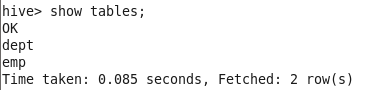 hive> show tables;
OK
dept
emp
Time taken: 0.085 seconds, Fetched: 2 row(s)